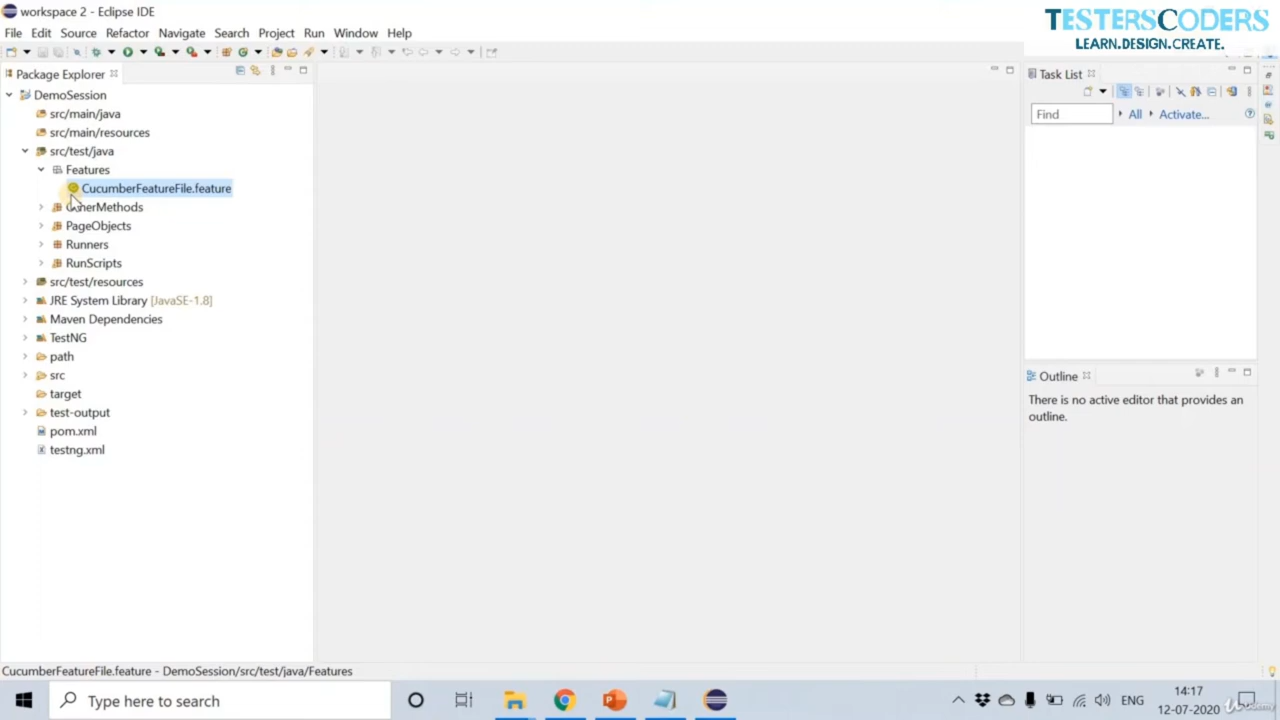 workspace 2 - Eclipse IDE
TESTERSCODERS
LEARN.DESIGN.CREATE.
File Edit Source Refactor Navigate Search Project Run Window Help
Package Explorer
Task List
DemoSession
src/main/java
Find All Activate...
src/main/resources
src/test/java
Features
CucumberFeatureFile.feature
PageObjects
Runners
RunScripts
src/test/resources
JRE System Library [JavaSE-1.8]
Maven Dependencies
TestNG
path
src
Outline
target
There is no active editor that provides an
outline.
test-output
pom.xml
testng.xml
CucumberFeatureFile.feature - DemoSession/src/test/java/Features
Type here to search
ENG
14:17
12-07-2020
Udemy